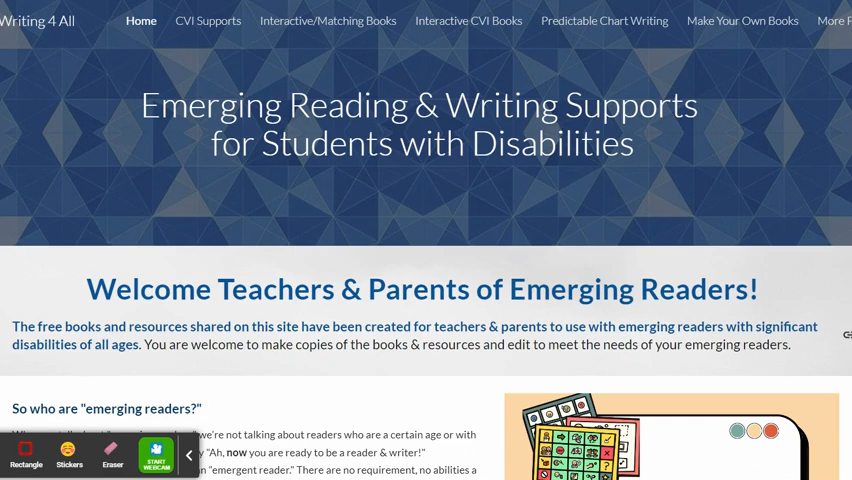 Writing 4 All
Home CVI Supports Interactive/Matching Books Interactive CVI Books Predictable Chart Writing Make Your Own Books More
Emerging Reading & Writing Supports
for Students with Disabilities
Welcome Teachers & Parents of Emerging Readers!
The free books and resources shared on this site have been created for teachers & parents to use with emerging readers with significant
disabilities of all ages. You are welcome to make copies of the books & resources and edit to meet the needs of your emerging readers.
So who are "emerging readers?"
we're not talking about readers who are a certain age or with
"Ah, now you are ready to be a reader & writer!"
"emergent reader." There are no requirement, no abilities a
Rectangle Stickers Eraser START
WEBCAM